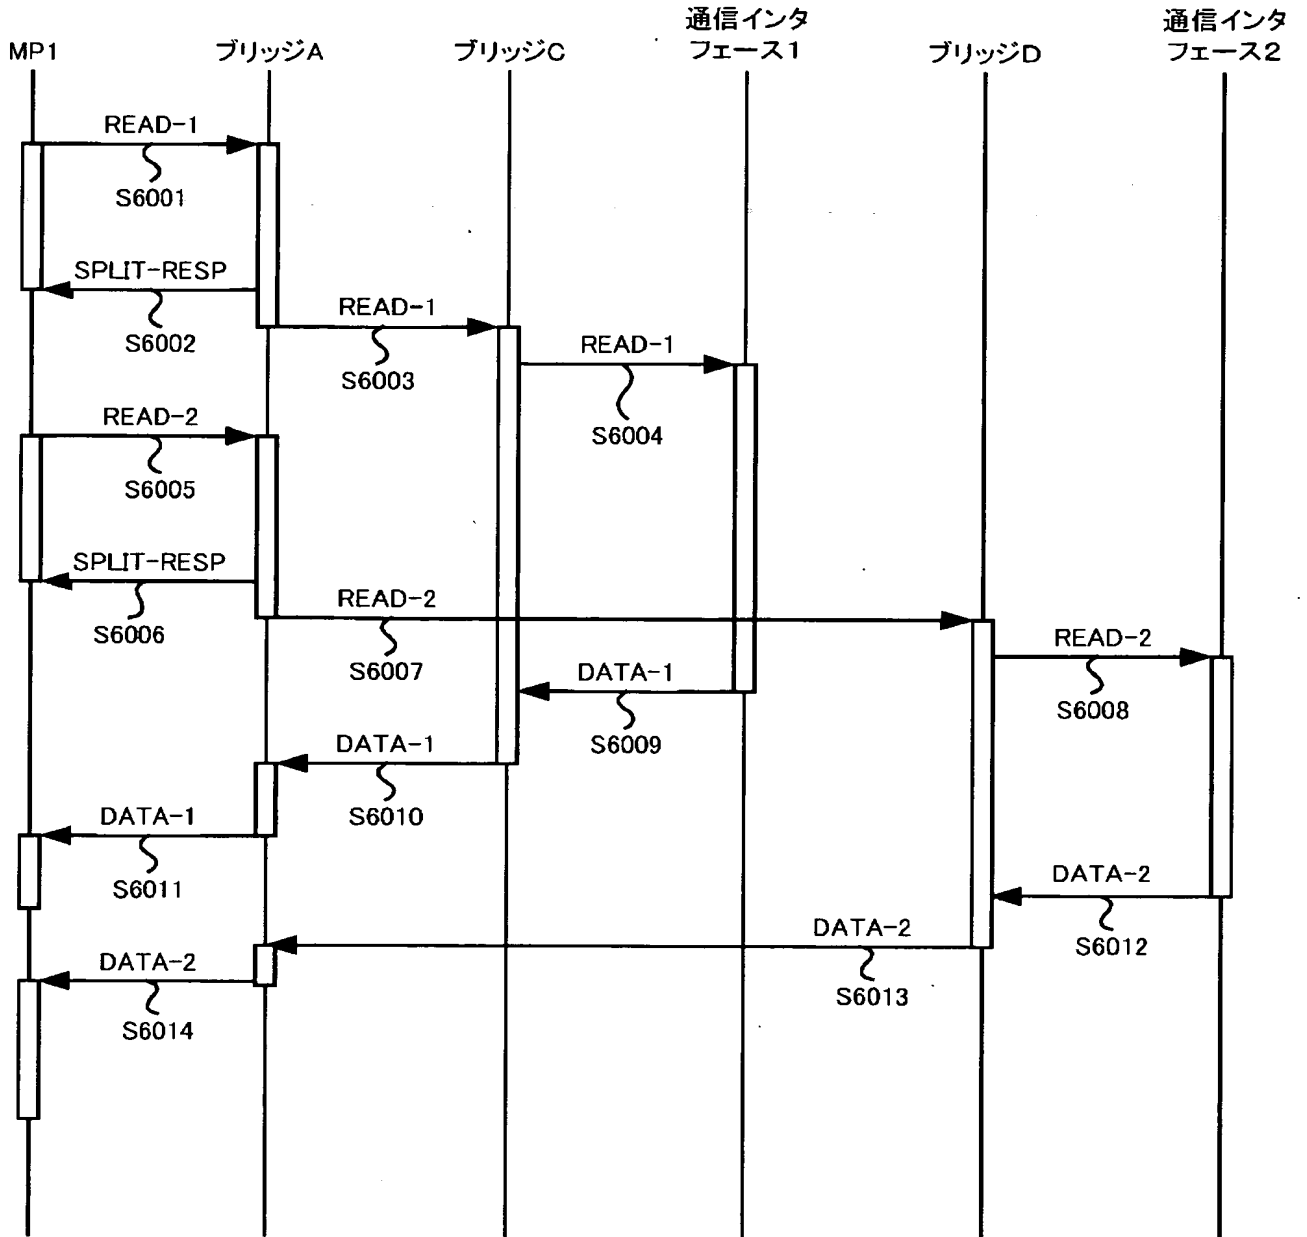 MP1
ブリッジA
ブリッジC
通信インタ
フェース1
ブリッジD
通信インタ
フェース2
READ-1
S6001
SPLIT-RESP
S6002
READ-1
S6003
READ-1
S6004
READ-2
S6005
SPLIT-RESP
S6006
READ-2
S6007
READ-2
S6008
DATA-1
S6009
DATA-1
S6010
DATA-1
S6011
DATA-2
S6012
DATA-2
S6013
DATA-2
S6014